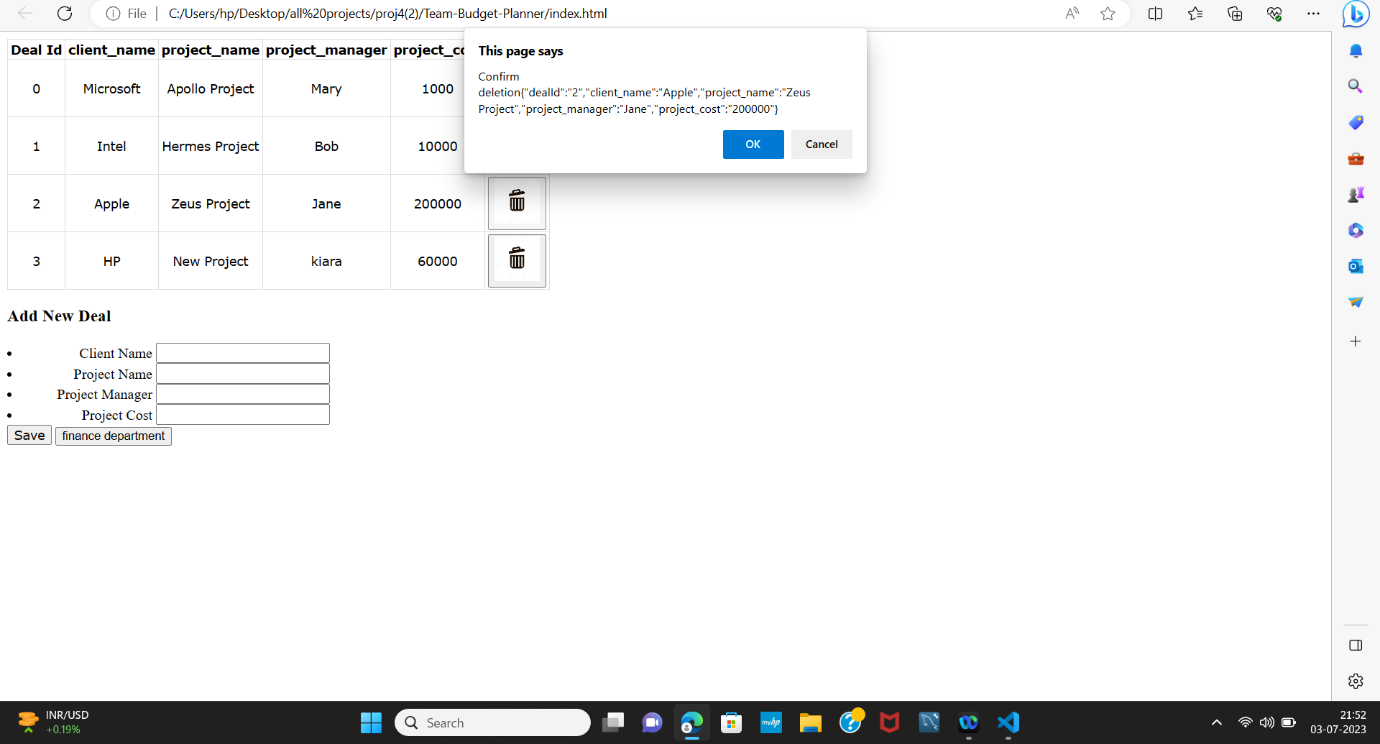 File
C:/Users/hp/Desktop/all%20projects/proj4(2)/Team-Budget-Planner/index.html
This page says
Confirm
deletion{"dealId":"2","client_name":"Apple","project_name":"Zeus
Project","project_manager":"Jane","project_cost":"200000"}
OK Cancel
Deal Id client_name project_name project_manager project_co
0 Microsoft Apollo Project Mary 1000
1 Intel Hermes Project Bob 10000
2 Apple Zeus Project Jane 200000
3 HP New Project kiara 60000
Add New Deal
Client Name
Project Name
Project Manager
Project Cost
Save finance department
INR/USD
+0.19%
Search
myhp
21:52
03-07-2023